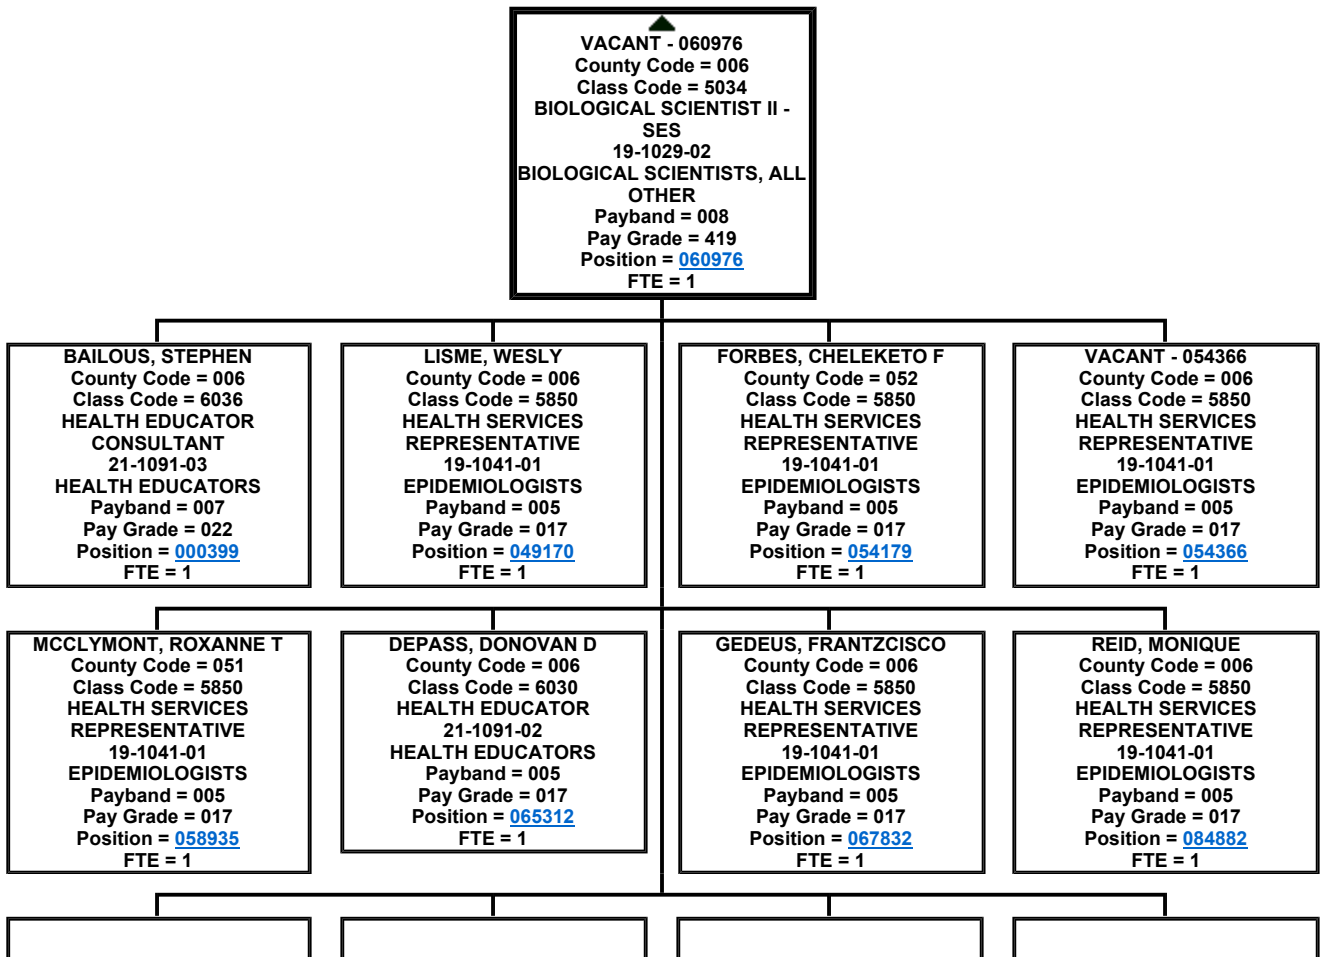 VACANT - 060976
County Code = 006
Class Code = 5034
BIOLOGICAL SCIENTIST II -
SES
19-1029-02
BIOLOGICAL SCIENTISTS, ALL
OTHER
Payband = 008
Pay Grade = 419
Position = 060976
FTE = 1
BAILOUS, STEPHEN
County Code = 006
Class Code = 6036
HEALTH EDUCATOR
CONSULTANT
21-1091-03
HEALTH EDUCATORS
Payband = 007
Pay Grade = 022
Position = 000399
FTE = 1
LISME, WESLY
County Code = 006
Class Code = 5850
HEALTH SERVICES
REPRESENTATIVE
19-1041-01
EPIDEMIOLOGISTS
Payband = 005
Pay Grade = 017
Position = 049170
FTE = 1
FORBES, CHELEKETO F
County Code = 052
Class Code = 5850
HEALTH SERVICES
REPRESENTATIVE
19-1041-01
EPIDEMIOLOGISTS
Payband = 005
Pay Grade = 017
Position = 054179
FTE = 1
VACANT - 054366
County Code = 006
Class Code = 5850
HEALTH SERVICES
REPRESENTATIVE
19-1041-01
EPIDEMIOLOGISTS
Payband = 005
Pay Grade = 017
Position = 054366
FTE = 1
MCCLYMONT, ROXANNE T
County Code = 051
Class Code = 5850
HEALTH SERVICES
REPRESENTATIVE
19-1041-01
EPIDEMIOLOGISTS
Payband = 005
Pay Grade = 017
Position = 058935
FTE = 1
DEPASS, DONOVAN D
County Code = 006
Class Code = 6030
HEALTH EDUCATOR
21-1091-02
HEALTH EDUCATORS
Payband = 005
Pay Grade = 017
Position = 065312
FTE = 1
GEDEUS, FRANTZCISCO
County Code = 006
Class Code = 5850
HEALTH SERVICES
REPRESENTATIVE
19-1041-01
EPIDEMIOLOGISTS
Payband = 005
Pay Grade = 017
Position = 067832
FTE = 1
REID, MONIQUE
County Code = 006
Class Code = 5850
HEALTH SERVICES
REPRESENTATIVE
19-1041-01
EPIDEMIOLOGISTS
Payband = 005
Pay Grade = 017
Position = 084882
FTE = 1